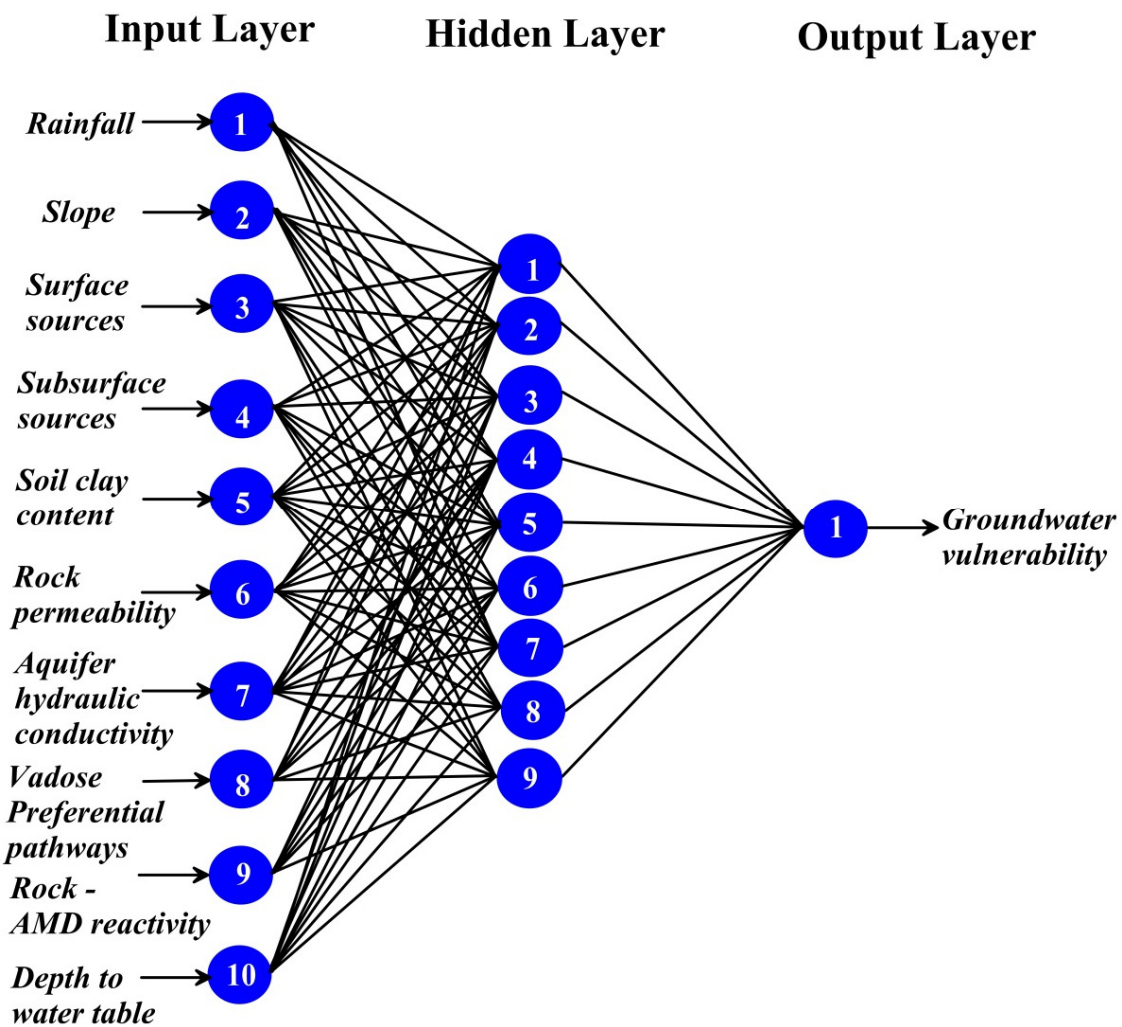 Input Layer
Hidden Layer
Output Layer
Rainfall
1
Slope
2
Surface
sources
3
Subsurface
sources
4
Soil clay
content
5
Rock
permeability
6
Aquifer
hydraulic
conductivity
7
Vadose
Preferential
pathways
8
Rock -
AMD reactivity
9
Depth to
water table
10
1
2
3
4
5
6
7
8
9
1
Groundwater
vulnerability